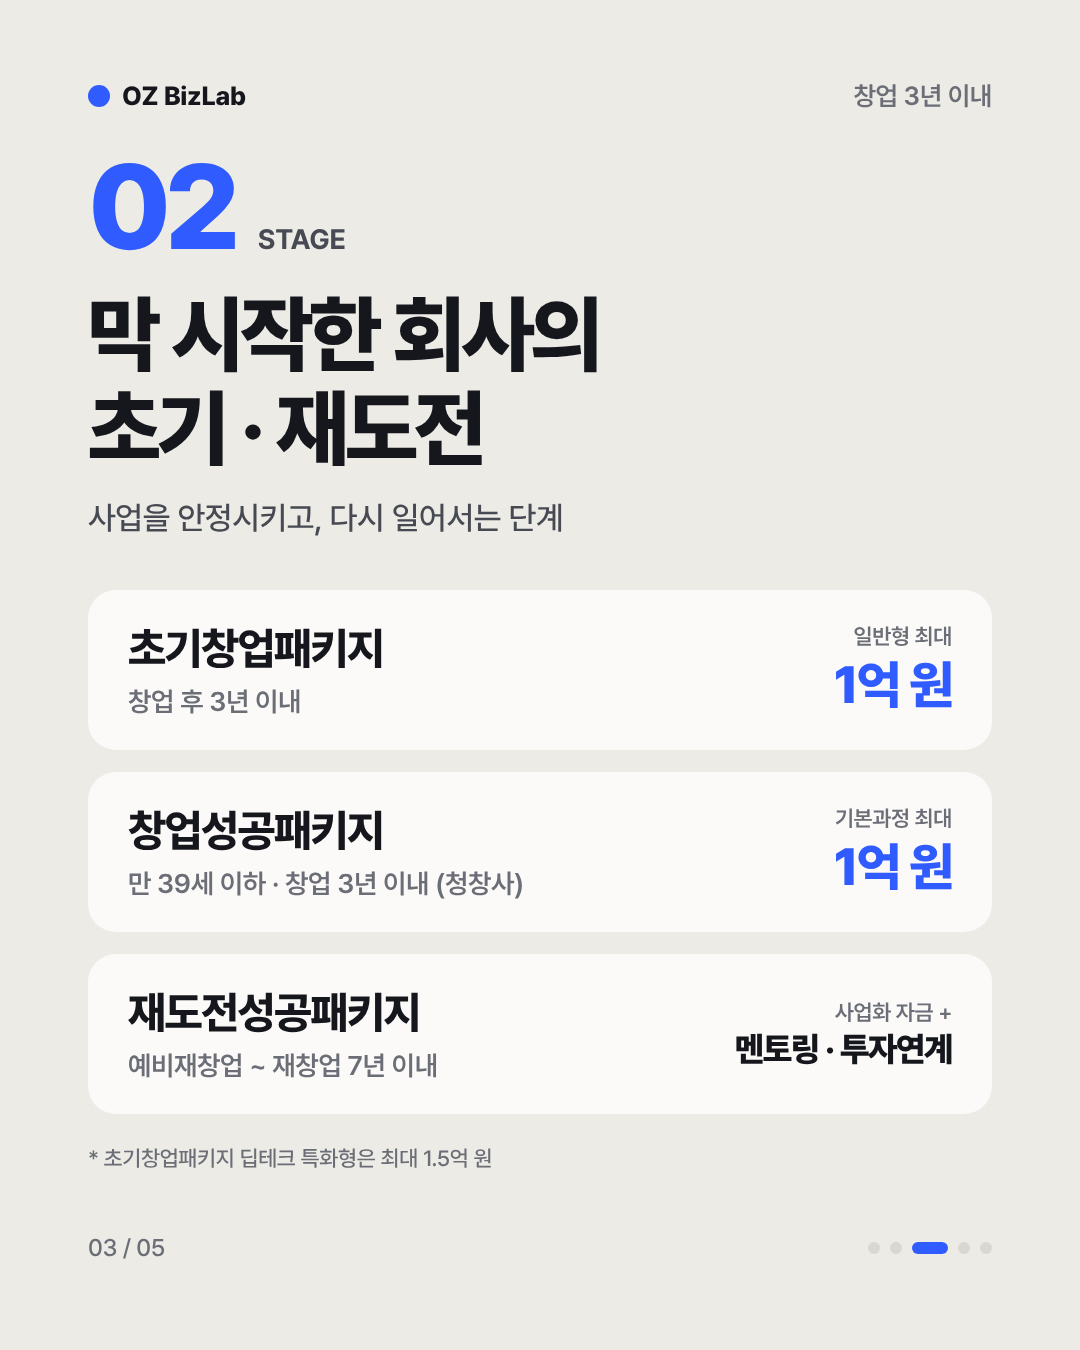 OZ BizLab
창업 3년 이내
02 STAGE
막 시작한 회사의
초기 · 재도전
사업을 안정시키고, 다시 일어서는 단계
초기창업패키지
창업 후 3년 이내
일반형 최대
1억 원
창업성공패키지
만 39세 이하 · 창업 3년 이내 (청창사)
기본과정 최대
1억 원
재도전성공패키지
예비재창업 ~ 재창업 7년 이내
사업화 자금 +
멘토링 · 투자연계
* 초기창업패키지 딥테크 특화형은 최대 1.5억 원
03 / 05